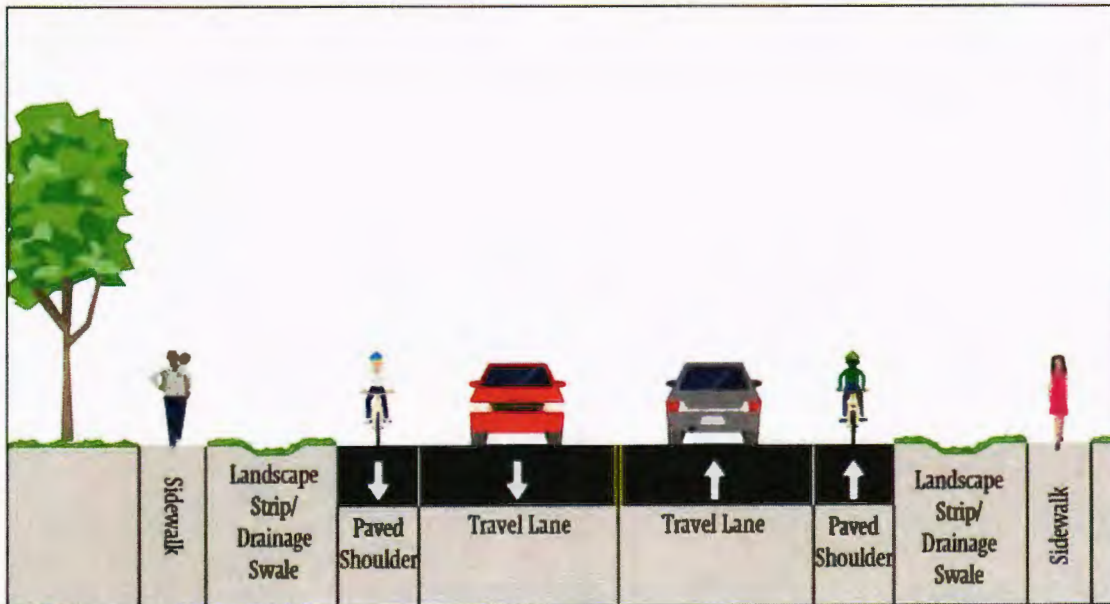 Sidewalk
Landscape
Strip/
Drainage
Swale
Paved
Shoulder
Travel Lane
Travel Lane
Paved
Shoulder
Landscape
Strip/
Drainage
Swale
Sidewalk